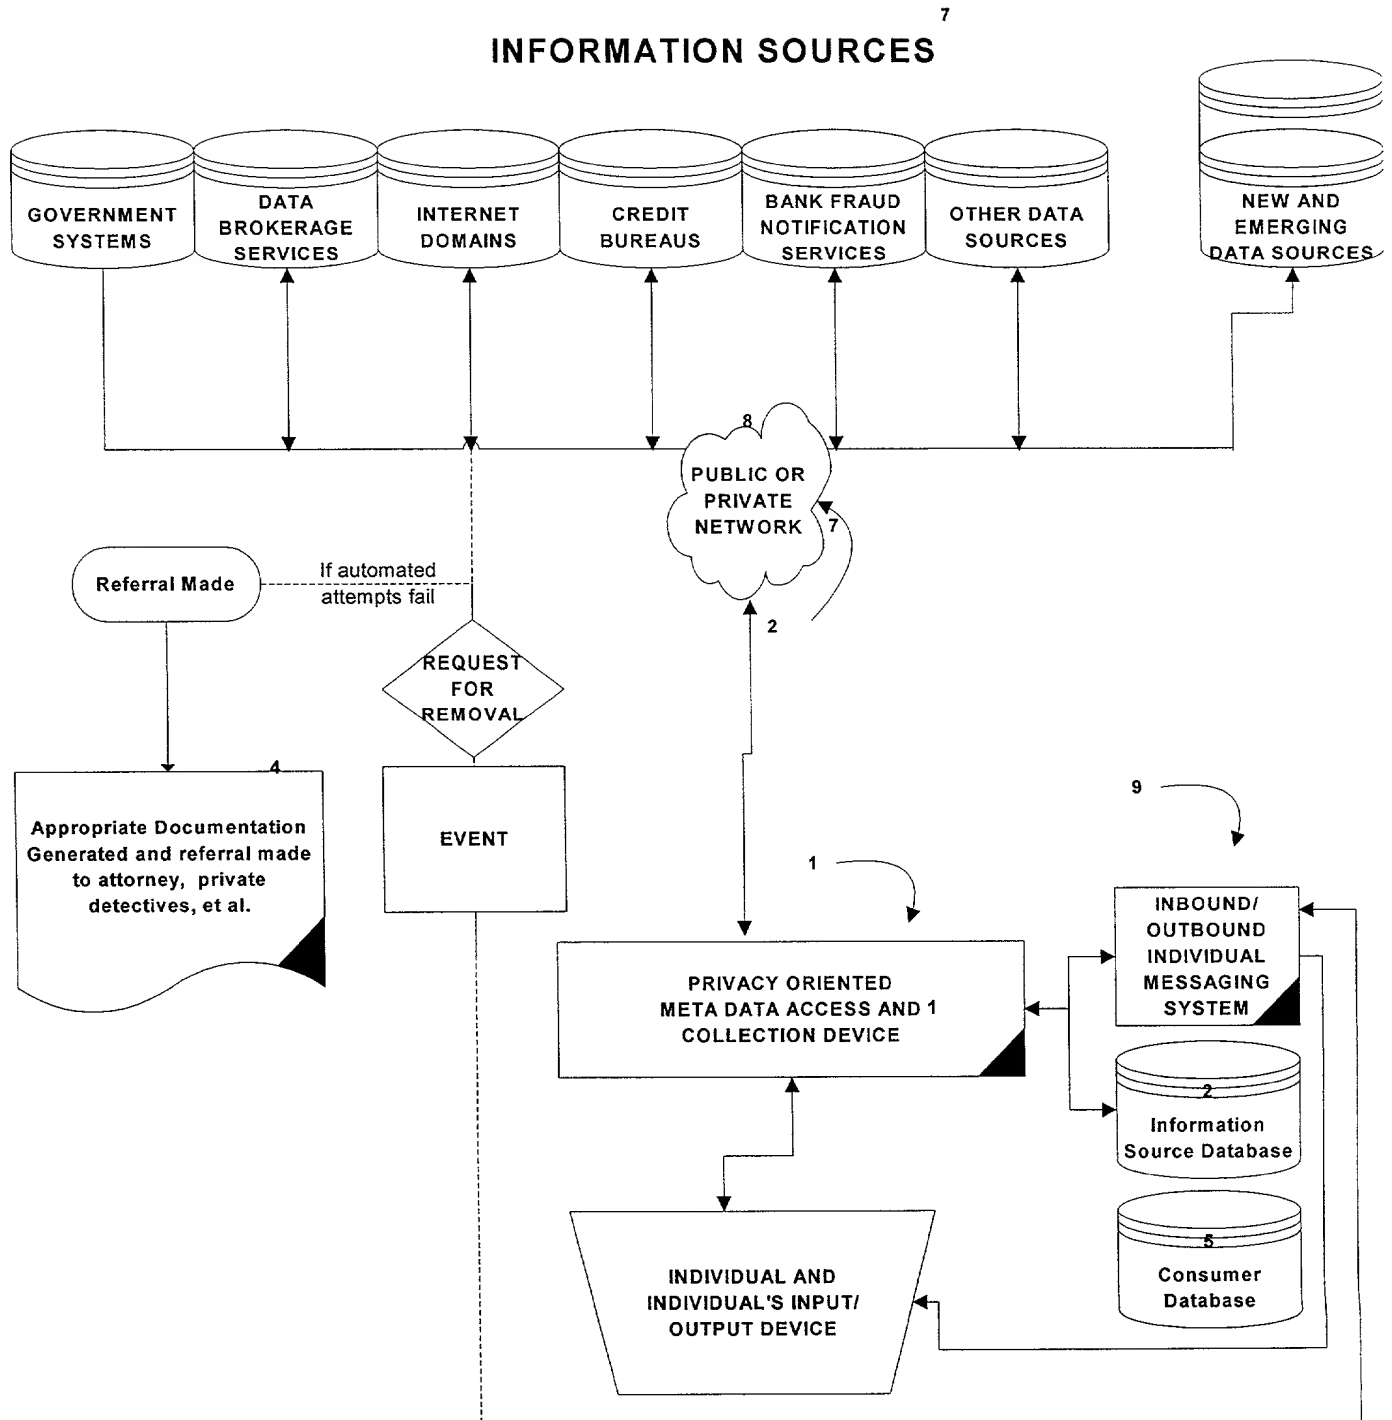 7
INFORMATION SOURCES
GOVERNMENT
SYSTEMS
DATA
BROKERAGE
SERVICES
INTERNET
DOMAINS
CREDIT
BUREAUS
BANK FRAUD
NOTIFICATION
SERVICES
OTHER DATA
SOURCES
NEW AND
EMERGING
DATA SOURCES
8
PUBLIC OR
PRIVATE
NETWORK
7
2
Referral Made
If automated
attempts fail
REQUEST
FOR
REMOVAL
4
Appropriate Documentation
Generated and referral made
to attorney, private
detectives, et al.
EVENT
9
1
PRIVACY ORIENTED
META DATA ACCESS AND 1
COLLECTION DEVICE
INBOUND/
OUTBOUND
INDIVIDUAL
MESSAGING
SYSTEM
2
Information
Source Database
5
Consumer
Database
INDIVIDUAL AND
INDIVIDUAL'S INPUT/
OUTPUT DEVICE